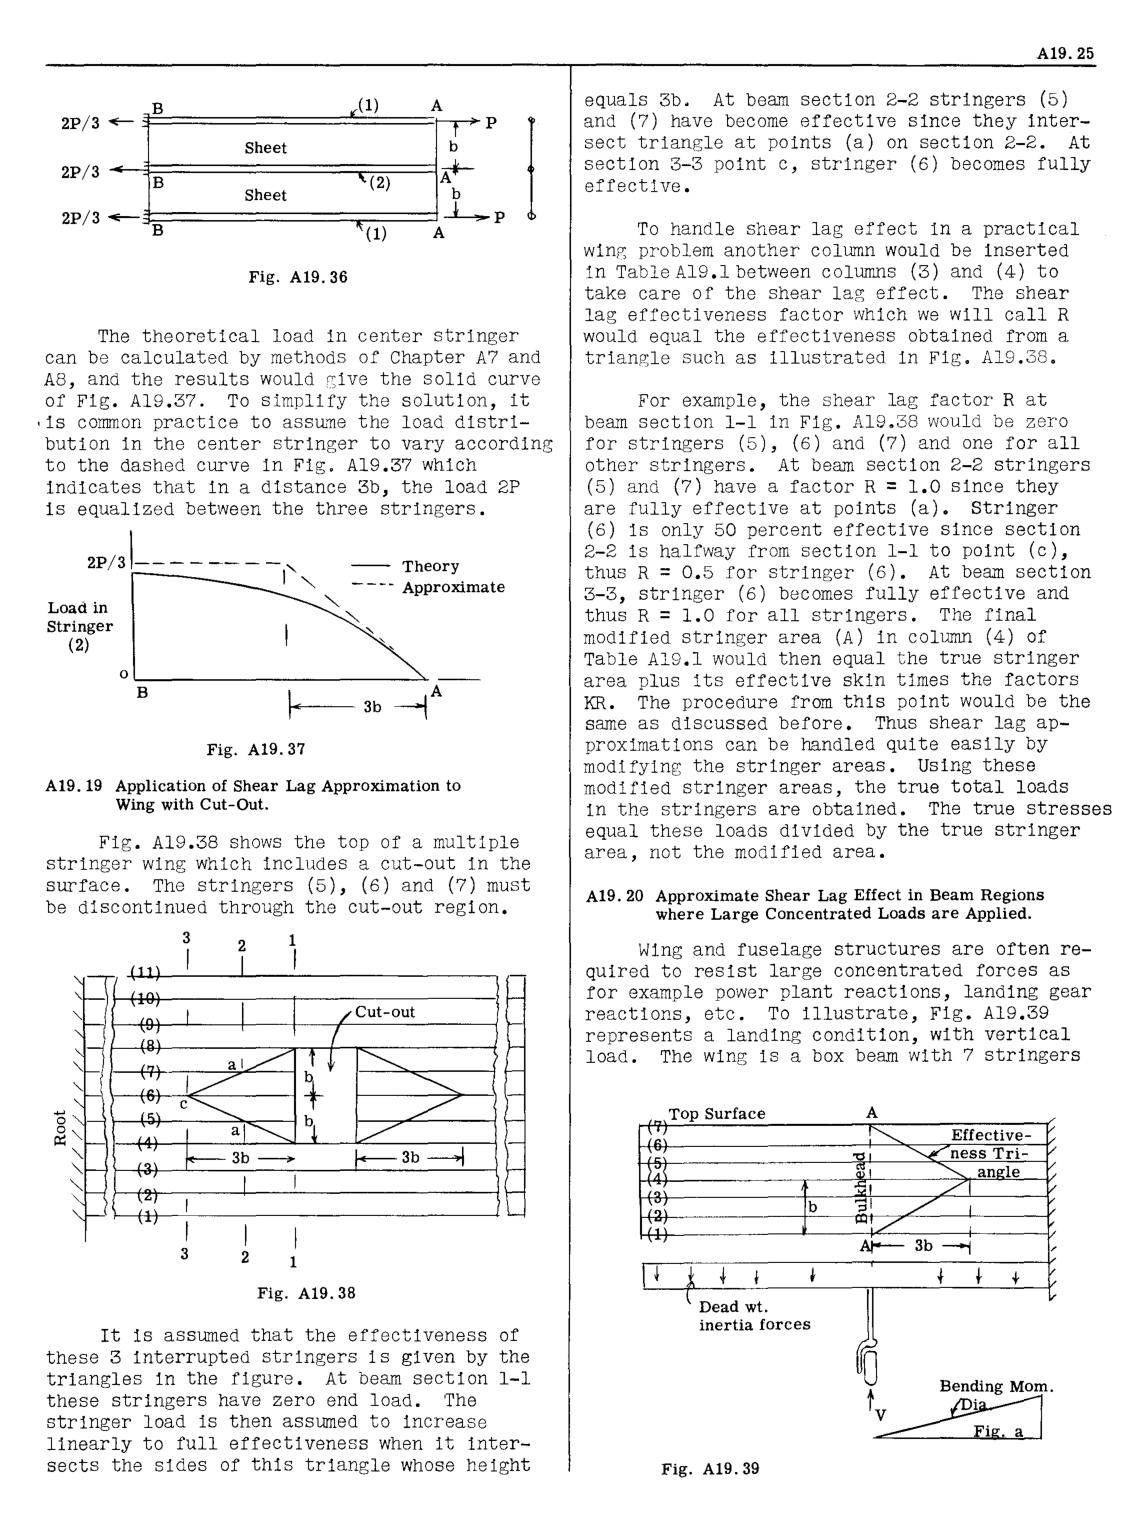 A19.25
B
(1)
A
2P/3
P
Sheet
b
2P/3
B
(2)
A
Sheet
b
2P/3
P
B
(1)
A
Fig. A19.36
The theoretical load in center stringer
can be calculated by methods of Chapter A7 and
A8, and the results would give the solid curve
of Fig. A19.37. To simplify the solution, it
is common practice to assume the load distri-
bution in the center stringer to vary according
to the dashed curve in Fig. A19.37 which
indicates that in a distance 3b, the load 2P
is equalized between the three stringers.
2P/3
Theory
Approximate
Load in
Stringer
(2)
o
B
A
3b
Fig. A19.37
A19.19 Application of Shear Lag Approximation to
Wing with Cut-Out.
Fig. A19.38 shows the top of a multiple
stringer wing which includes a cut-out in the
surface. The stringers (5), (6) and (7) must
be discontinued through the cut-out region.
3
2
1
(11)
(10)
(9)
Cut-out
(8)
(7)
a
b
(6)
c
(5)
b
a
(4)
3b
3b
(3)
(2)
(1)
Root
3
2
1
Fig. A19.38
It is assumed that the effectiveness of
these 3 interrupted stringers is given by the
triangles in the figure. At beam section 1-1
these stringers have zero end load. The
stringer load is then assumed to increase
linearly to full effectiveness when it inter-
sects the sides of this triangle whose height
equals 3b. At beam section 2-2 stringers (5)
and (7) have become effective since they inter-
sect triangle at points (a) on section 2-2. At
section 3-3 point c, stringer (6) becomes fully
effective.
To handle shear lag effect in a practical
wing problem another column would be inserted
in Table A19.1 between columns (3) and (4) to
take care of the shear lag effect. The shear
lag effectiveness factor which we will call R
would equal the effectiveness obtained from a
triangle such as illustrated in Fig. A19.38.
For example, the shear lag factor R at
beam section 1-1 in Fig. A19.38 would be zero
for stringers (5), (6) and (7) and one for all
other stringers. At beam section 2-2 stringers
(5) and (7) have a factor R = 1.0 since they
are fully effective at points (a). Stringer
(6) is only 50 percent effective since section
2-2 is halfway from section 1-1 to point (c),
thus R = 0.5 for stringer (6). At beam section
3-3, stringer (6) becomes fully effective and
thus R = 1.0 for all stringers. The final
modified stringer area (A) in column (4) of
Table A19.1 would then equal the true stringer
area plus its effective skin times the factors
KR. The procedure from this point would be the
same as discussed before. Thus shear lag ap-
proximations can be handled quite easily by
modifying the stringer areas. Using these
modified stringer areas, the true total loads
in the stringers are obtained. The true stresses
equal these loads divided by the true stringer
area, not the modified area.
A19.20 Approximate Shear Lag Effect in Beam Regions
where Large Concentrated Loads are Applied.
Wing and fuselage structures are often re-
quired to resist large concentrated forces as
for example power plant reactions, landing gear
reactions, etc. To illustrate, Fig. A19.39
represents a landing condition, with vertical
load. The wing is a box beam with 7 stringers
Top Surface
A
(7)
(6)
(5)
(4)
(3)
(2)
(1)
Effective-
ness Tri-
angle
Bulkhead
b
A
3b
Dead wt.
inertia forces
V
Bending Mom.
Dia.
Fig. a
Fig. A19.39